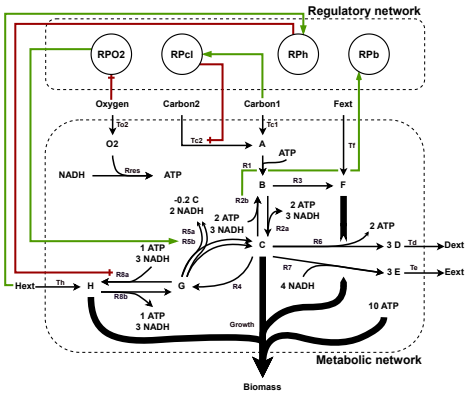 Regulatory network
RPO2 RPcl RPh RPb
Oxygen Carbon2 Carbon1 Fext
To2 Tc1
O2 Tc2 A Tf
Rres R1 ATP
NADH ATP
B R3 F
-0.2 C
2 NADH
R2b
2 ATP
3 NADH
2 ATP
3 NADH
R5a
R5b
R2a
2 ATP
C R6 3 D Td Dext
1 ATP
3 NADH
R7
3 E Te Eext
R8a
Hext Th H G R4 4 NADH
R8b
1 ATP
3 NADH
10 ATP
Growth
Metabolic network
Biomass